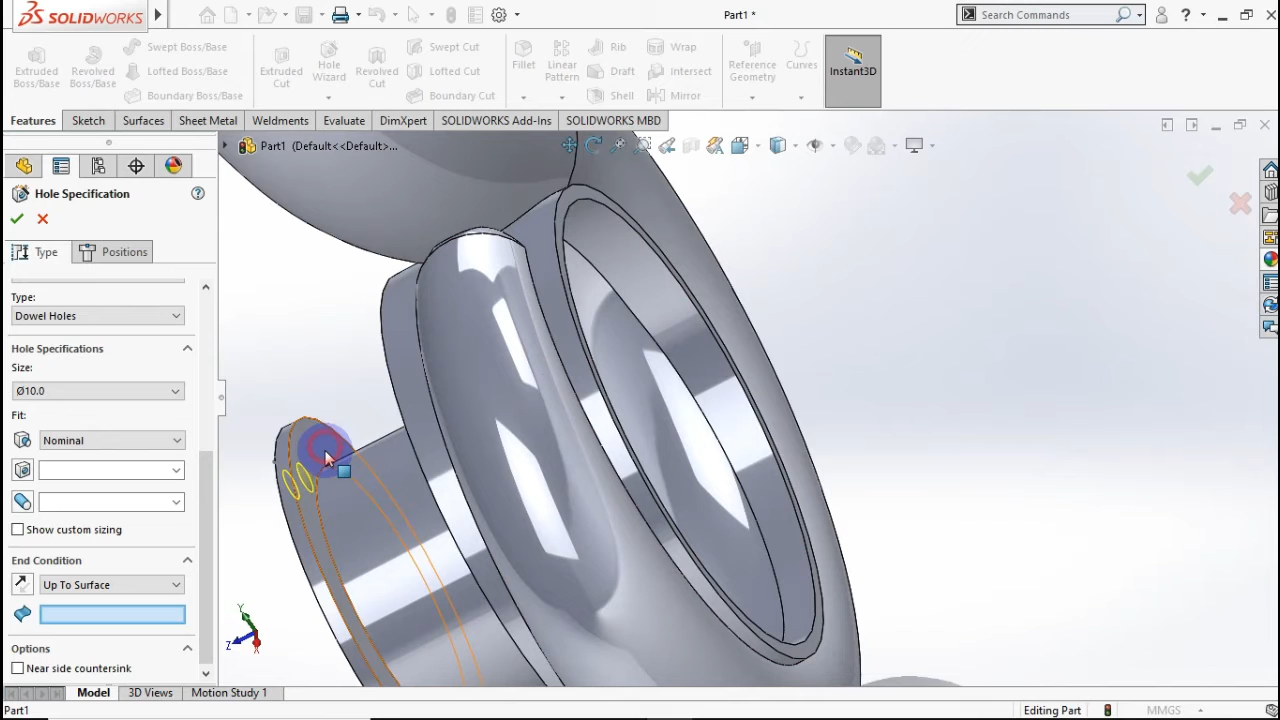 SOLIDWORKS
Part1 *
Search Commands
Extruded Boss/Base
Revolved Boss/Base
Swept Boss/Base
Lofted Boss/Base
Boundary Boss/Base
Extruded Cut
Hole Wizard
Revolved Cut
Swept Cut
Lofted Cut
Boundary Cut
Fillet
Linear Pattern
Rib
Draft
Shell
Wrap
Intersect
Mirror
Reference Geometry
Curves
Instant3D
Features
Sketch
Surfaces
Sheet Metal
Weldments
Evaluate
DimXpert
SOLIDWORKS Add-Ins
SOLIDWORKS MBD
Part1 (Default<<Default>...
Hole Specification
?
Type
Positions
Type:
Dowel Holes
Hole Specifications
Size:
Ø10.0
Fit:
Nominal
Show custom sizing
End Condition
Up To Surface
Options
Near side countersink
Y
Z
X
Model
3D Views
Motion Study 1
Part1
Editing Part
MMGS